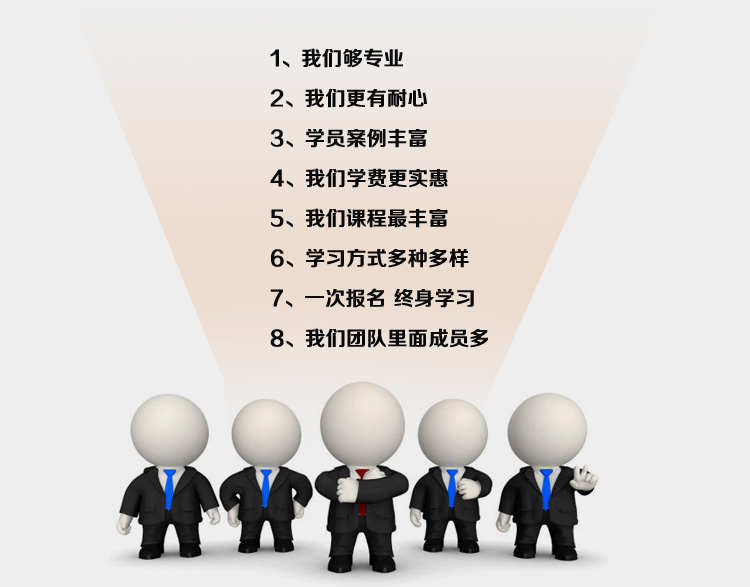 1、我们够专业
2、我们更有耐心
3、学员案例丰富
4、我们学费更实惠
5、我们课程最丰富
6、学习方式多种多样
7、一次报名 终身学习
8、我们团队里面成员多